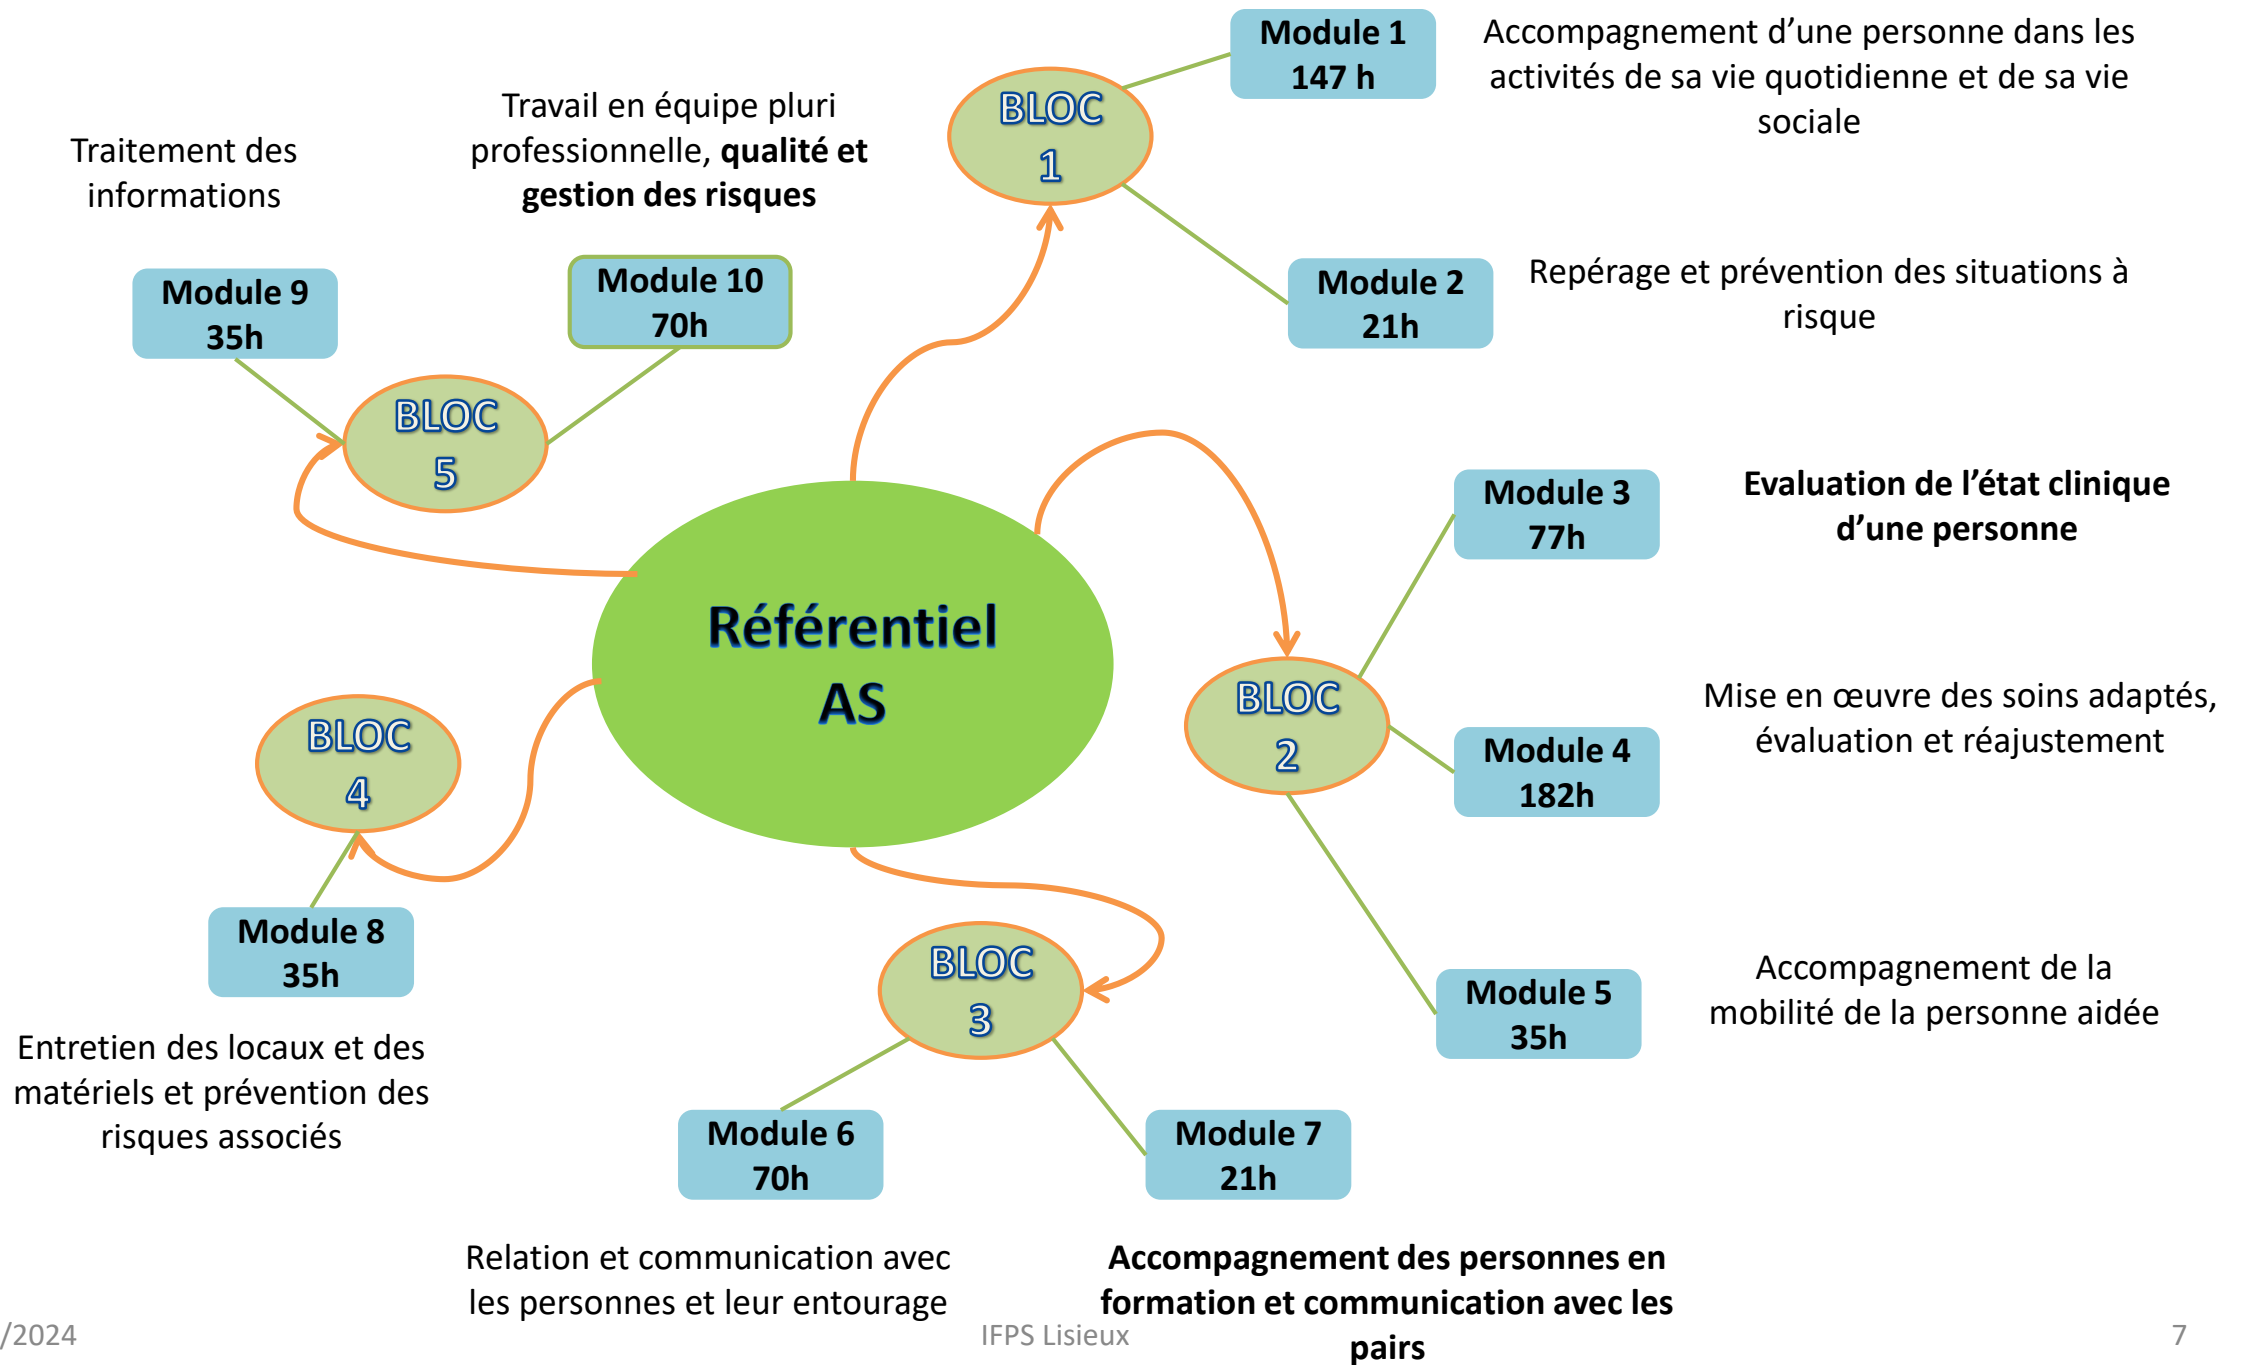 Module 1
147 h
Accompagnement d’une personne dans les
activités de sa vie quotidienne et de sa vie
sociale
BLOC
1
Module 2
21h
Repérage et prévention des situations à
risque
Travail en équipe pluri
professionnelle, qualité et
gestion des risques
Traitement des
informations
Module 9
35h
Module 10
70h
BLOC
5
Référentiel
AS
Module 3
77h
Evaluation de l’état clinique
d’une personne
BLOC
2
Module 4
182h
Mise en œuvre des soins adaptés,
évaluation et réajustement
Module 5
35h
Accompagnement de la
mobilité de la personne aidée
BLOC
4
Module 8
35h
Entretien des locaux et des
matériels et prévention des
risques associés
BLOC
3
Module 6
70h
Relation et communication avec
les personnes et leur entourage
Module 7
21h
Accompagnement des personnes en
formation et communication avec les
pairs
/2024
IFPS Lisieux
7